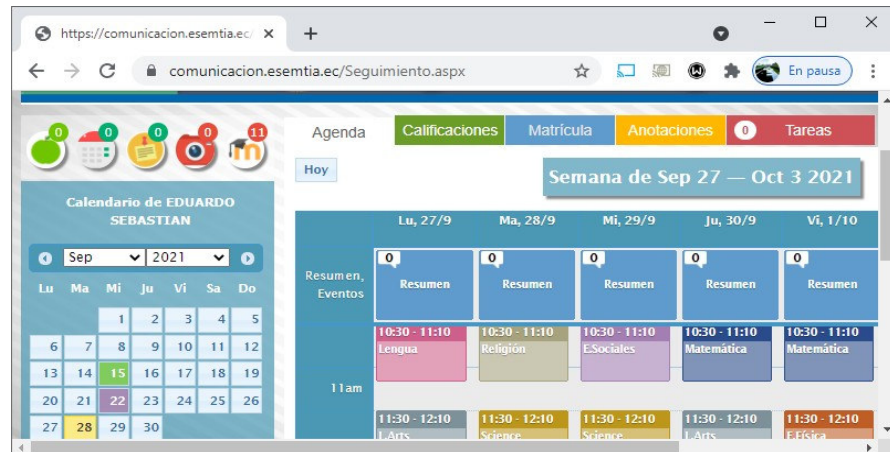 https://comunicacion.esemtia.ec/
comunicacion.esemtia.ec/Seguimiento.aspx
En pausa
0 0 0 0 11
Agenda Calificaciones Matrícula Anotaciones 0 Tareas
Hoy
Semana de Sep 27 — Oct 3 2021
Calendario de EDUARDO
SEBASTIAN
Sep 2021
Lu Ma Mi Ju Vi Sa Do
1 2 3 4 5
6 7 8 9 10 11 12
13 14 15 16 17 18 19
20 21 22 23 24 25 26
27 28 29 30
Lu, 27/9 Ma, 28/9 Mi, 29/9 Ju, 30/9 Vi, 1/10
Resumen,
Eventos
0 0 0 0 0
Resumen Resumen Resumen Resumen Resumen
10:30 - 11:10 10:30 - 11:10 10:30 - 11:10 10:30 - 11:10 10:30 - 11:10
Lengua Religión E.Sociales Matemática Matemática
11am
11:30 - 12:10 11:30 - 12:10 11:30 - 12:10 11:30 - 12:10 11:30 - 12:10
L.Arts Science Science L.Arts E.Física